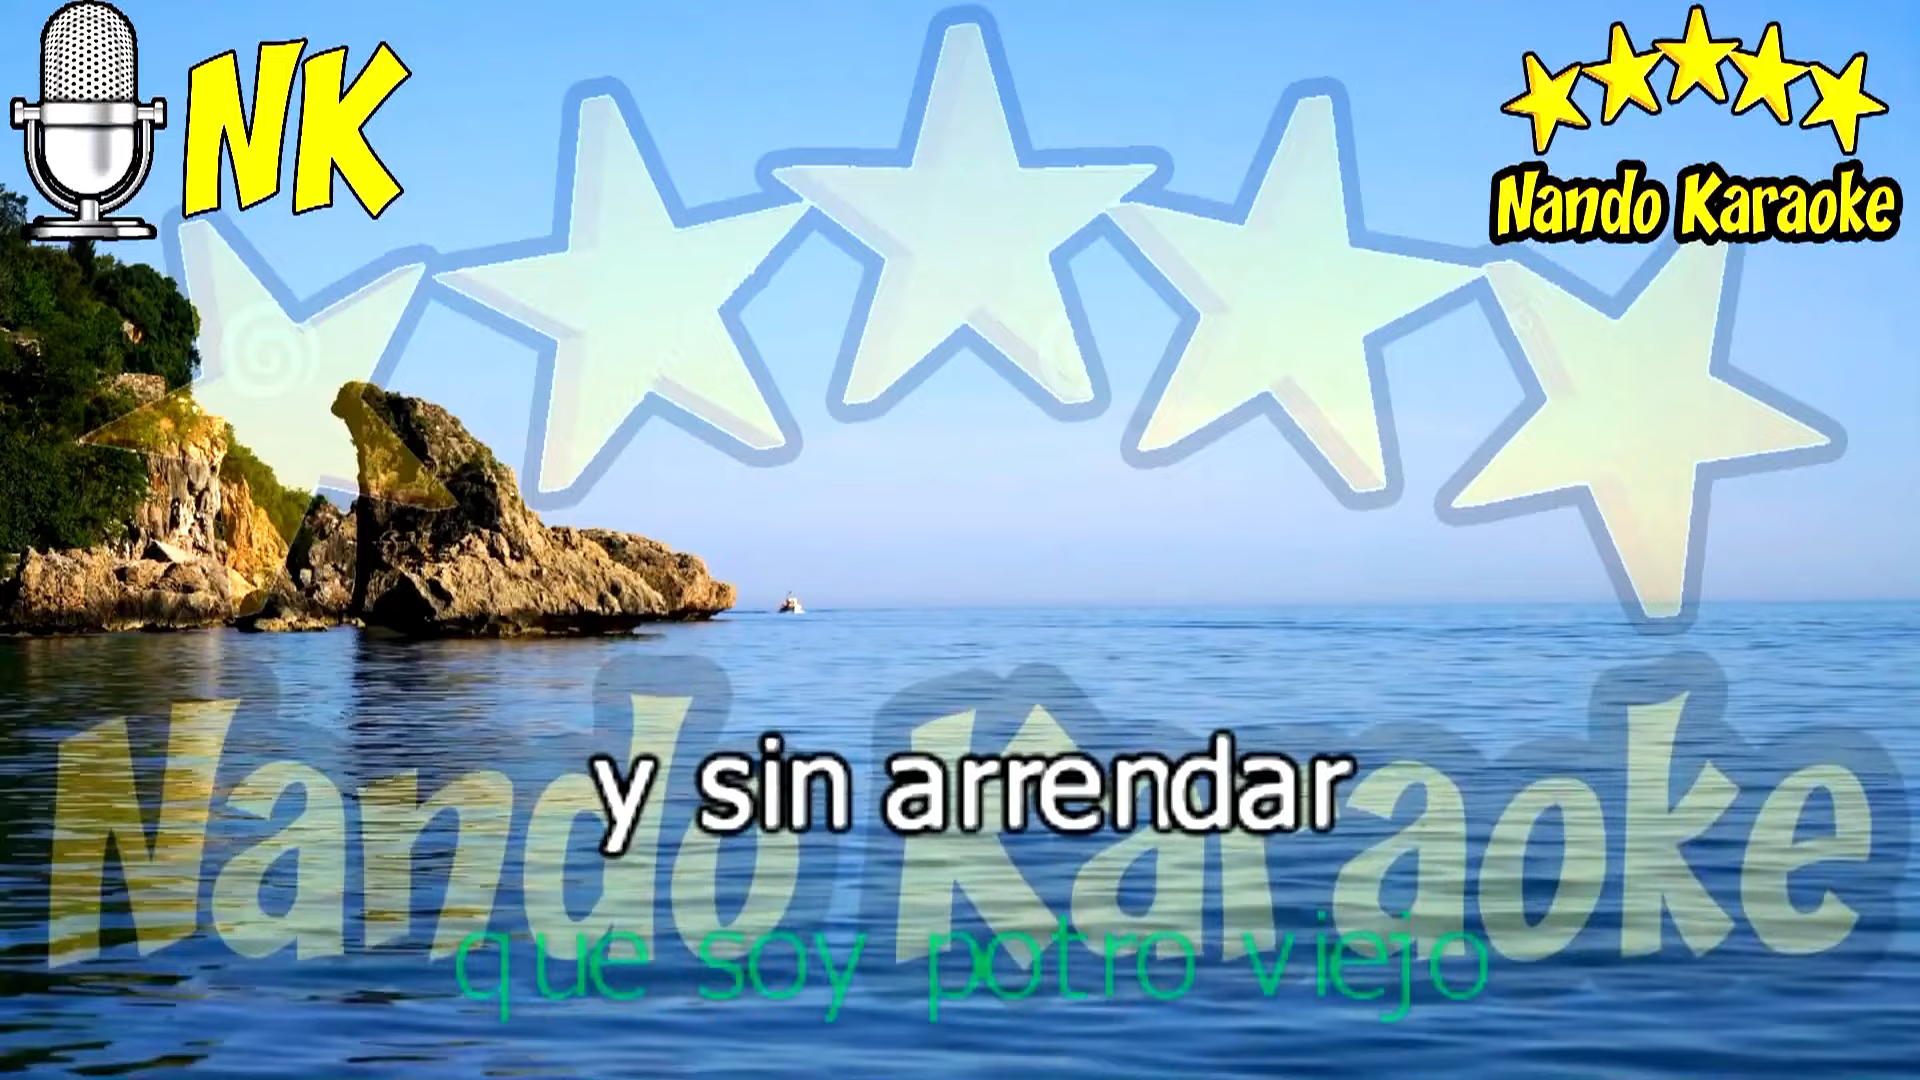 NK
Nando Karaoke
Nando Karaoke
y sin arrendar
que soy potro viejo